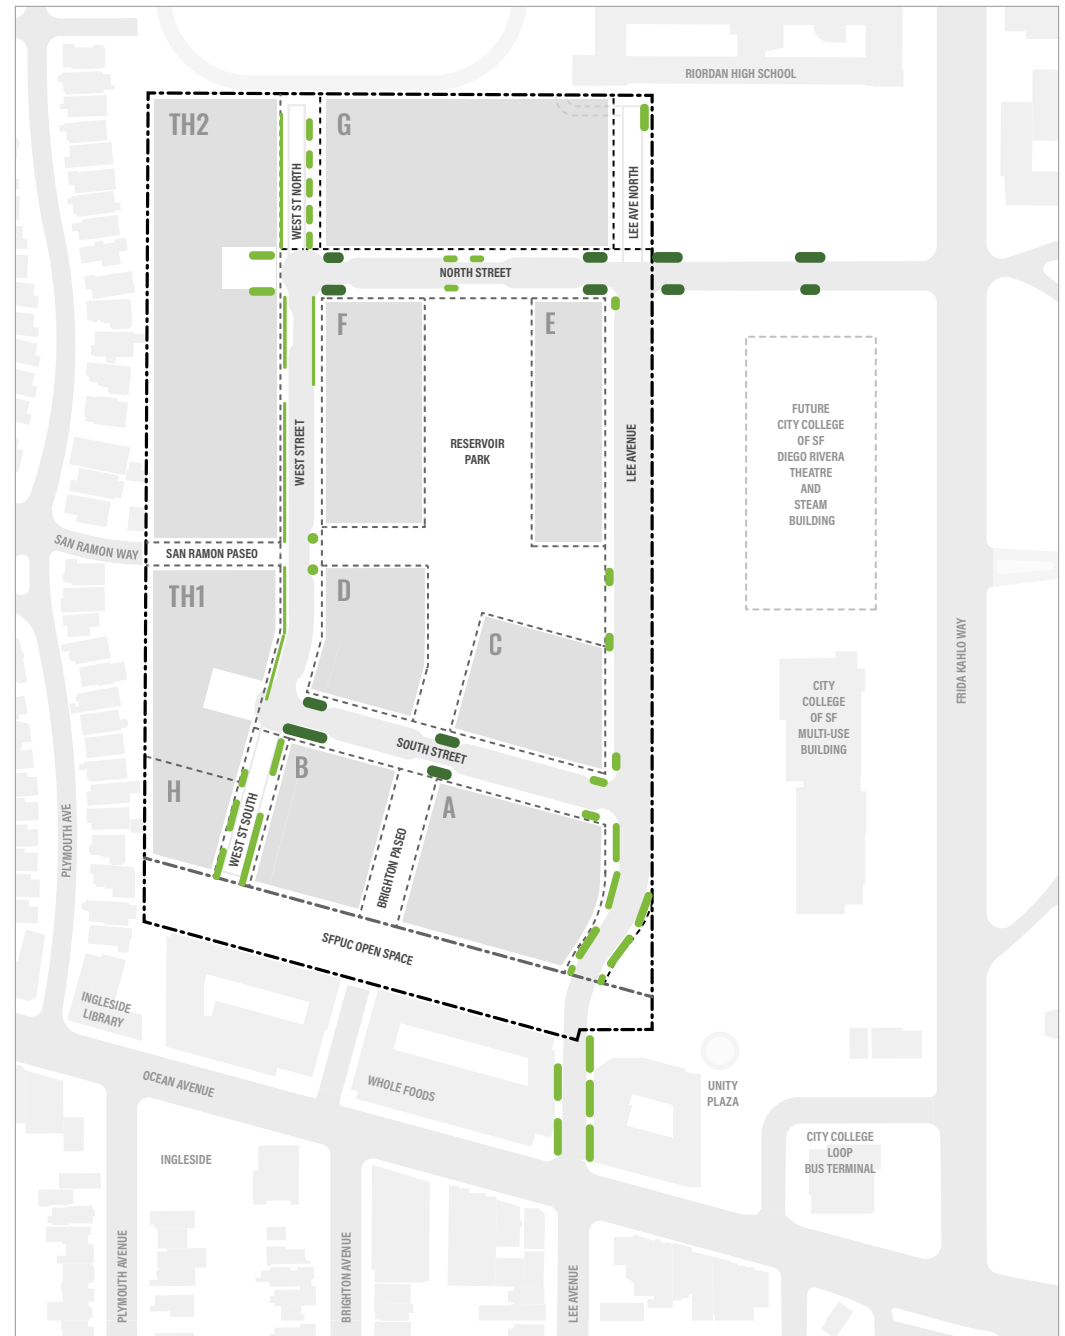 RIORDAN HIGH SCHOOL
TH2
G
WEST ST NORTH
LEE AVE NORTH
NORTH STREET
F
E
FUTURE
CITY COLLEGE
OF SF
DIEGO RIVERA
THEATRE
AND
STEAM
BUILDING
WEST STREET
RESERVOIR
PARK
LEE AVENUE
SAN RAMON WAY
SAN RAMON PASEO
TH1
D
C
FRIDA KAHLO WAY
CITY
COLLEGE
OF SF
MULTI-USE
BUILDING
SOUTH STREET
B
H
A
PLYMOUTH AVE
WEST ST SOUTH
BRIGHTON PASEO
SFPUC OPEN SPACE
INGLESIDE
LIBRARY
OCEAN AVENUE
WHOLE FOODS
UNITY
PLAZA
CITY COLLEGE
LOOP
BUS TERMINAL
INGLESIDE
PLYMOUTH AVENUE
BRIGHTON AVENUE
LEE AVENUE